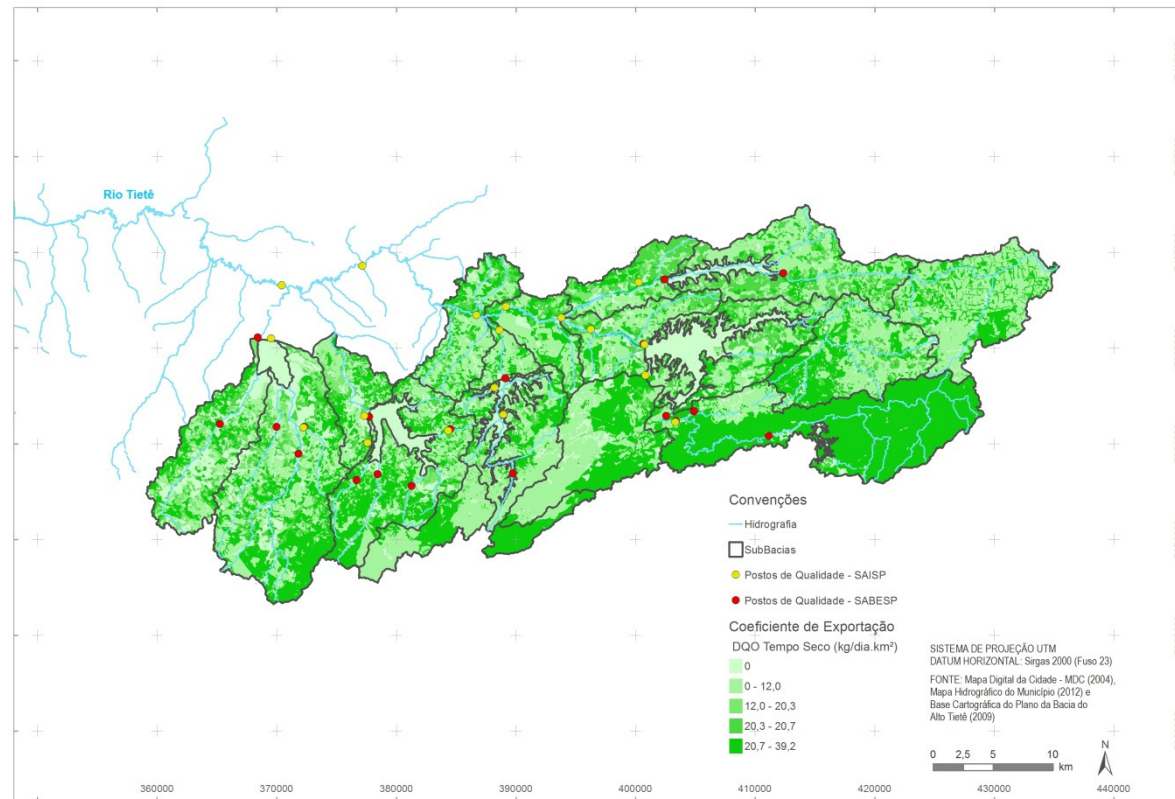 Rio Tietê
Convenções
Hidrografia
SubBacias
Postos de Qualidade - SAISP
Postos de Qualidade - SABESP
Coeficiente de Exportação
DQO Tempo Seco (kg/dia.km²)
0
0 - 12,0
12,0 - 20,3
20,3 - 20,7
20,7 - 39,2
SISTEMA DE PROJEÇÃO UTM
DATUM HORIZONTAL: Sirgas 2000 (Fuso 23)
FONTE: Mapa Digital da Cidade - MDC (2004),
Mapa Hidrográfico do Município (2012) e
Base Cartográfica do Plano da Bacia do
Alto Tietê (2009)
0 2,5 5 10
km
N
360000 370000 380000 390000 400000 410000 420000 430000 440000